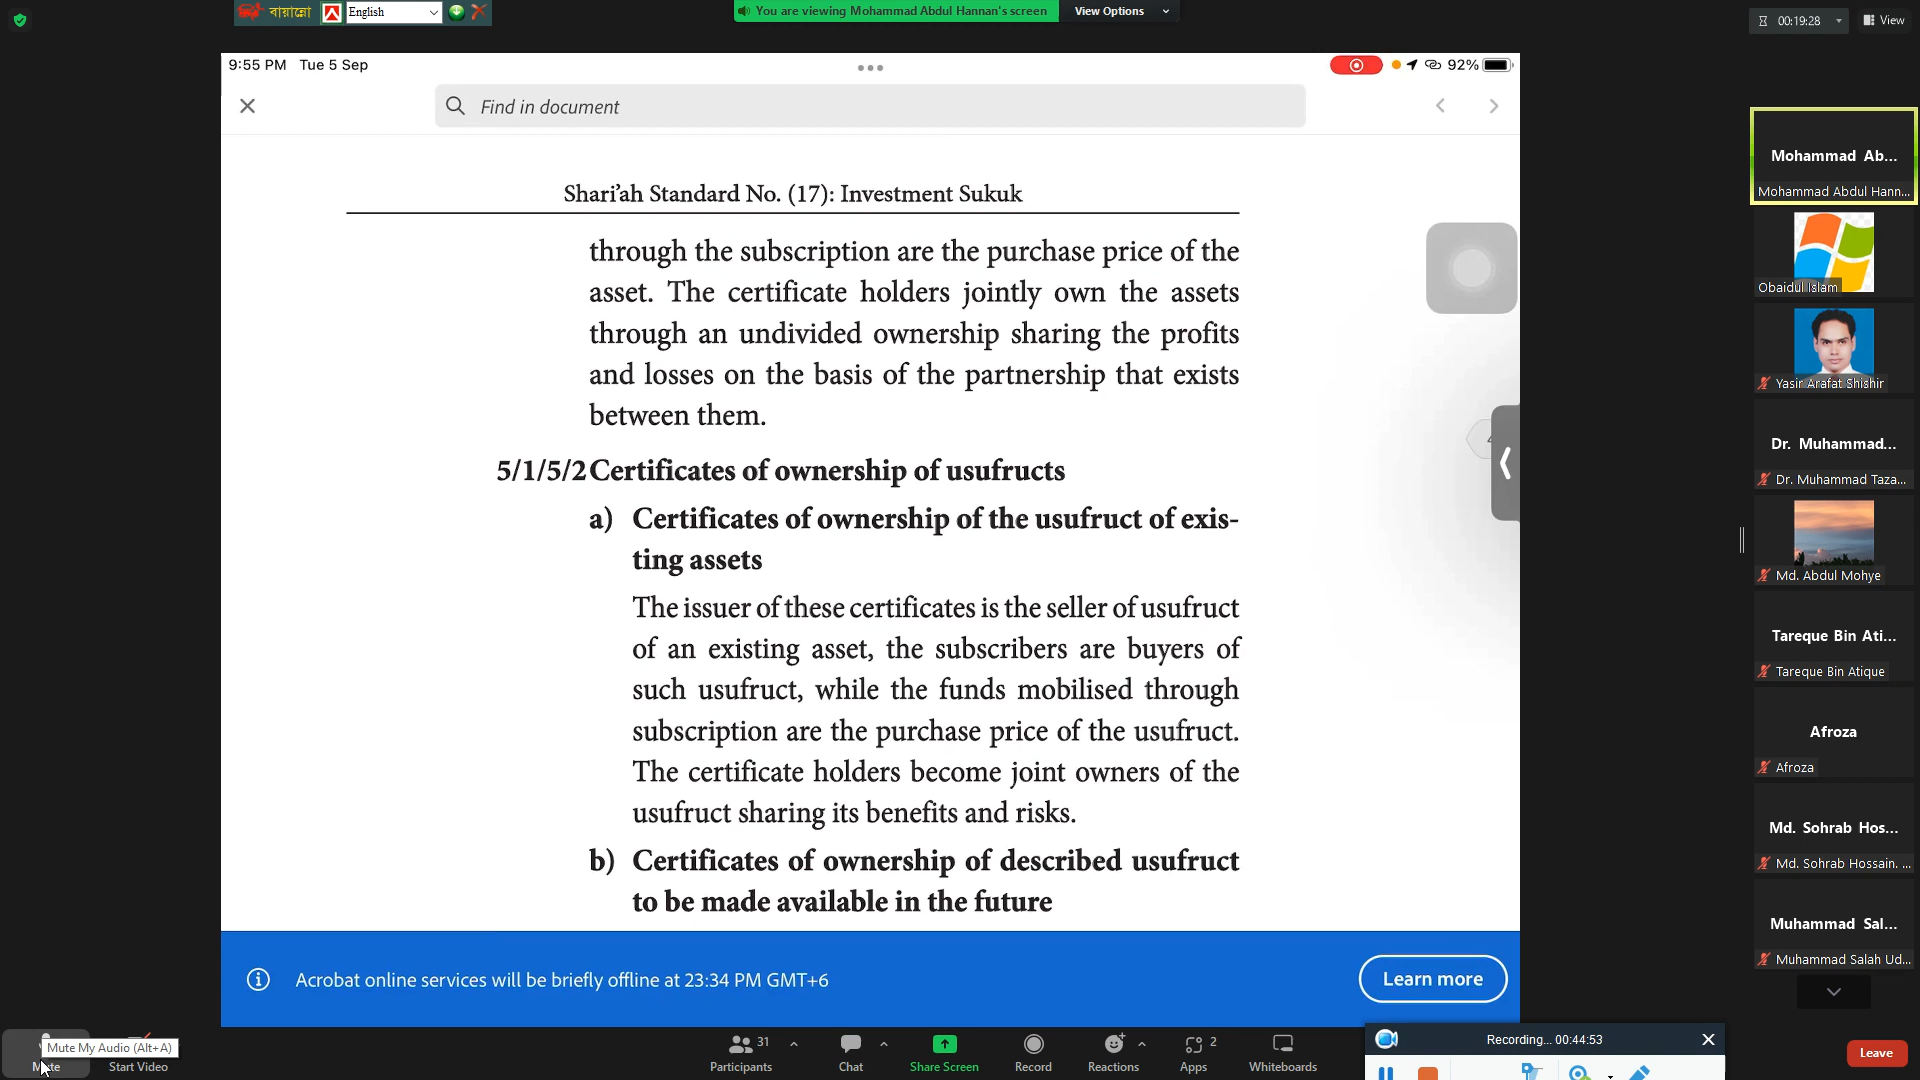 বায়ান্নো
English
You are viewing Mohammad Abdul Hannan's screen
View Options
00:19:28
View
9:55 PM Tue 5 Sep
92%
Find in document
Shari'ah Standard No. (17): Investment Sukuk
through the subscription are the purchase price of the
asset. The certificate holders jointly own the assets
through an undivided ownership sharing the profits
and losses on the basis of the partnership that exists
between them.
5/1/5/2 Certificates of ownership of usufructs
a) Certificates of ownership of the usufruct of exis-
ting assets
The issuer of these certificates is the seller of usufruct
of an existing asset, the subscribers are buyers of
such usufruct, while the funds mobilised through
subscription are the purchase price of the usufruct.
The certificate holders become joint owners of the
usufruct sharing its benefits and risks.
b) Certificates of ownership of described usufruct
to be made available in the future
Acrobat online services will be briefly offline at 23:34 PM GMT+6
Learn more
Mohammad Ab...
Mohammad Abdul Hann...
Obaidul Islam
Yasir Arafat Shishir
Dr. Muhammad...
Dr. Muhammad Taza...
Md. Abdul Mohye
Tareque Bin Ati...
Tareque Bin Atique
Afroza
Afroza
Md. Sohrab Hos...
Md. Sohrab Hossain. ...
Muhammad Sal...
Muhammad Salah Ud...
Mute My Audio (Alt+A)
Start Video
31
Participants
Chat
Share Screen
Record
Reactions
2
Apps
Whiteboards
Recording... 00:44:53
Leave